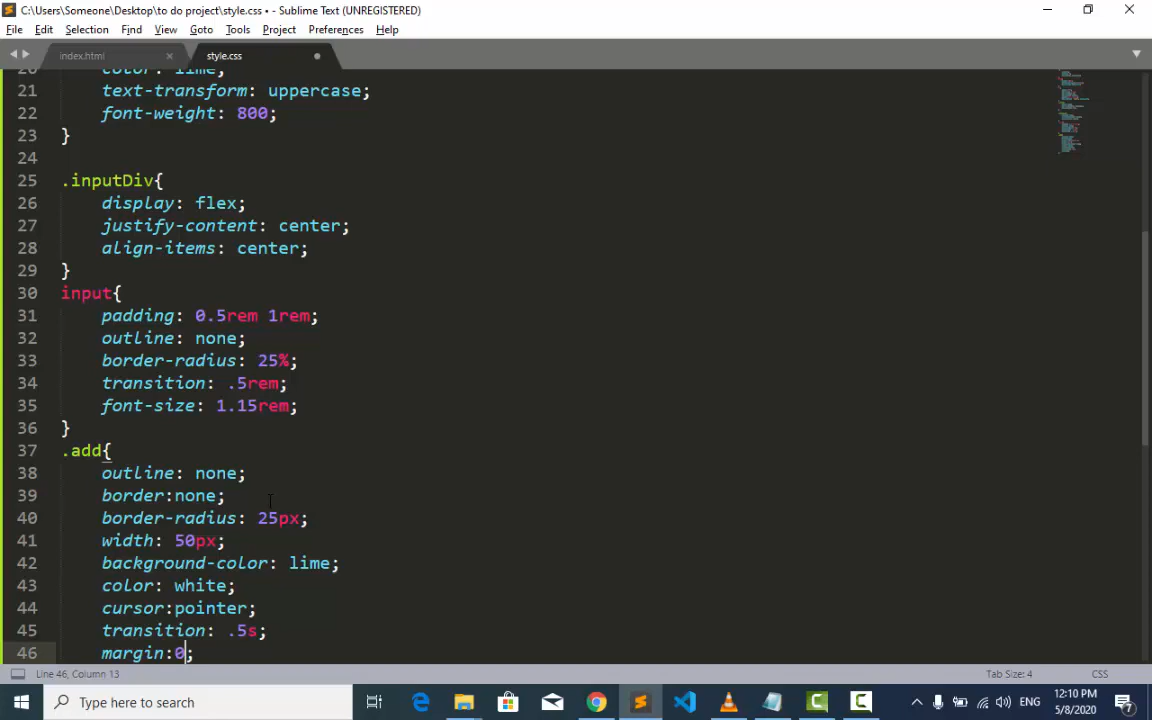 C:\Users\Someone\Desktop\to do project\style.css • - Sublime Text (UNREGISTERED)
File Edit Selection Find View Goto Tools Project Preferences Help
index.html × style.css
20 color: lime;
21 text-transform: uppercase;
22 font-weight: 800;
23 }
24
25 .inputDiv{
26 display: flex;
27 justify-content: center;
28 align-items: center;
29 }
30 input{
31 padding: 0.5rem 1rem;
32 outline: none;
33 border-radius: 25%;
34 transition: .5rem;
35 font-size: 1.15rem;
36 }
37 .add{
38 outline: none;
39 border:none;
40 border-radius: 25px;
41 width: 50px;
42 background-color: lime;
43 color: white;
44 cursor:pointer;
45 transition: .5s;
46 margin:0;
Line 46, Column 13 Tab Size: 4 CSS
Type here to search ENG 12:10 PM
5/8/2020 7